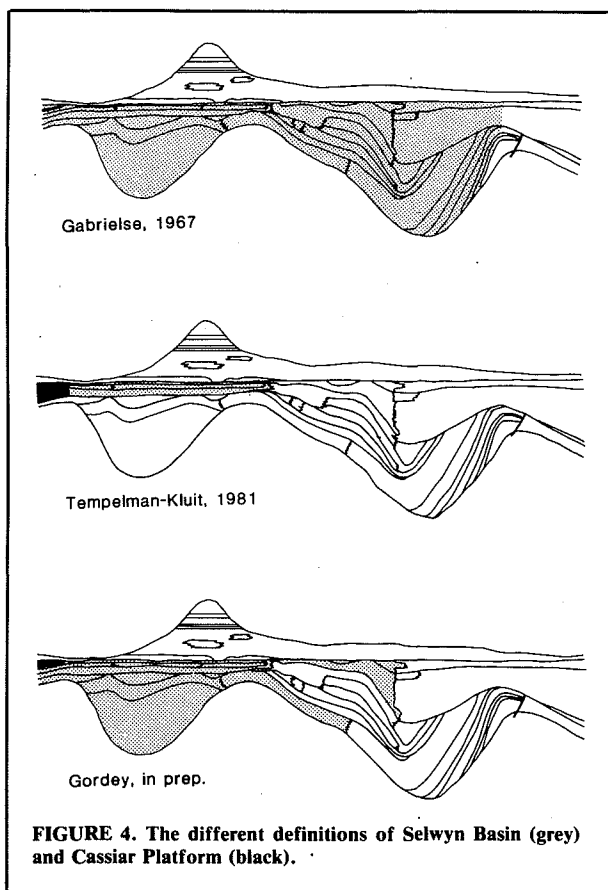 Gabrielse, 1967
Tempelman-Kluit, 1981
Gordey, in prep.
FIGURE 4. The different definitions of Selwyn Basin (grey)
and Cassiar Platform (black).